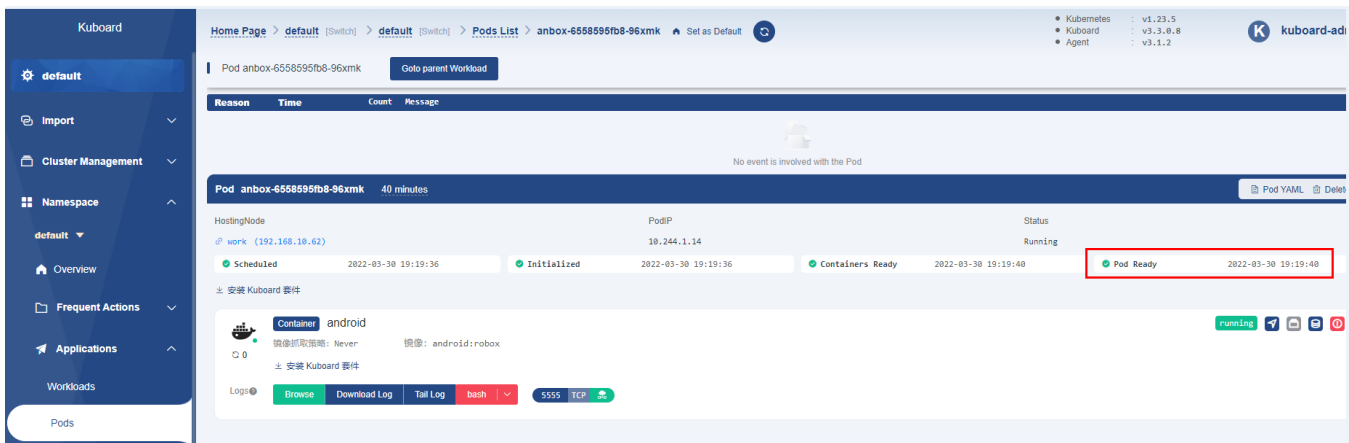 Kuboard
Home Page > default [Switch] > default [Switch] > Pods List > anbox-6558595fb8-96xmk Set as Default
Kubernetes : v1.23.5
Kuboard : v3.3.0.8
Agent : v3.1.2
K kuboard-adm
default
Pod anbox-6558595fb8-96xmk Goto parent Workload
Reason Time Count Message
Import
No event is involved with the Pod
Cluster Management
Pod anbox-6558595fb8-96xmk 40 minutes Pod YAML Delet
Namespace
HostingNode PodIP Status
default
work (192.168.10.62) 10.244.1.14 Running
Scheduled 2022-03-30 19:19:36 Initialized 2022-03-30 19:19:36 Containers Ready 2022-03-30 19:19:40 Pod Ready 2022-03-30 19:19:40
Overview
安装 Kuboard 套件
Frequent Actions
Container android running
镜像抓取策略: Never 镜像: android:robox
Applications
0
安装 Kuboard 套件
Workloads
Logs Browse Download Log Tail Log bash 5555 TCP
Pods